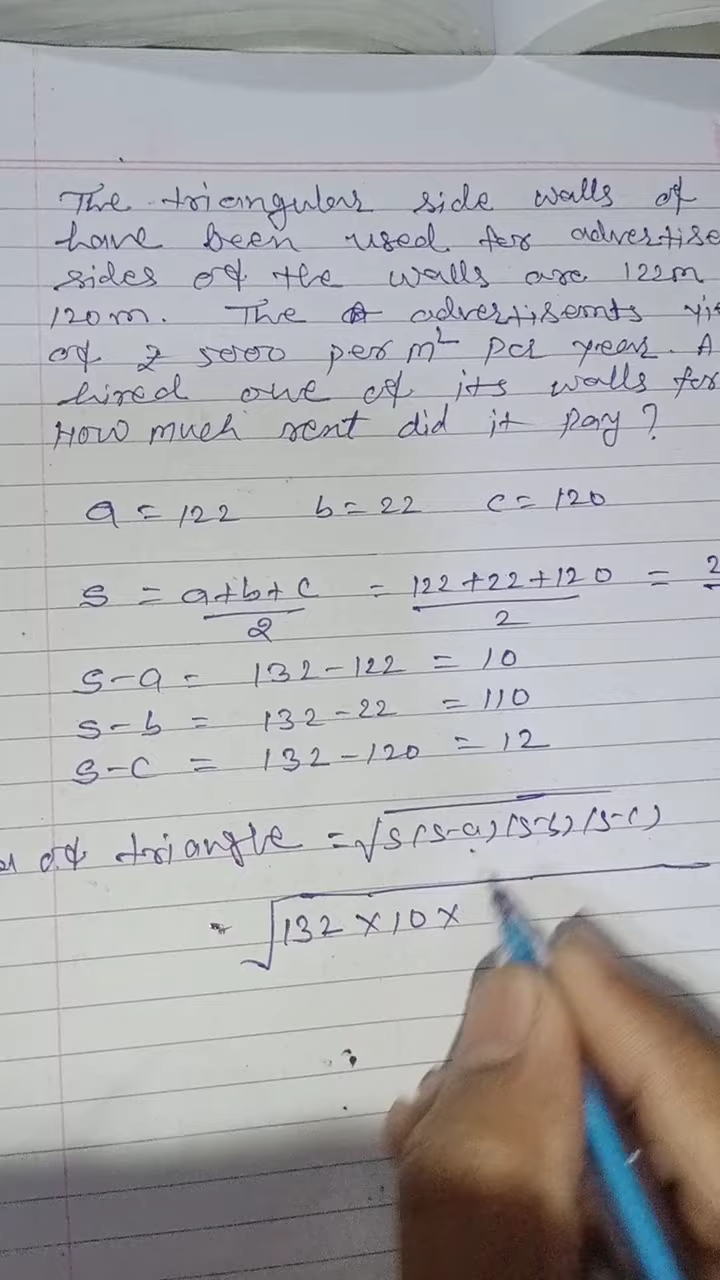 The triangular side walls of
have been used for advertise
sides of the walls are 122m
120m. The advertisemts yie
of ₹ 5000 per m² per year. A
hired one of its walls for
How much rent did it pay?
a = 122 b = 22 c = 120
s = a+b+c/2 = 122+22+120/2 = 2
s-a = 132-122 = 10
s-b = 132-22 = 110
s-c = 132-120 = 12
of triangle = √s(s-a)(s-b)(s-c)
= √132×10×